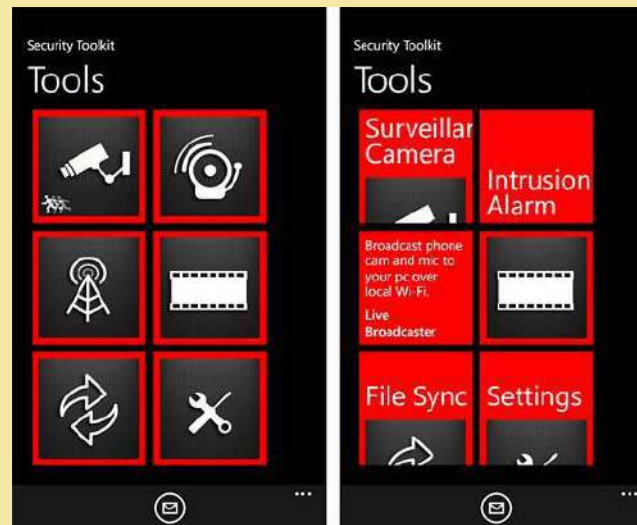 Security Toolkit
Tools
Security Toolkit
Tools
Surveillar
Camera
Intrusion
Alarm
Broadcast phone
cam and mic to
your pc over
local Wi-Fi.
Live
Broadcaster
File Sync
Settings